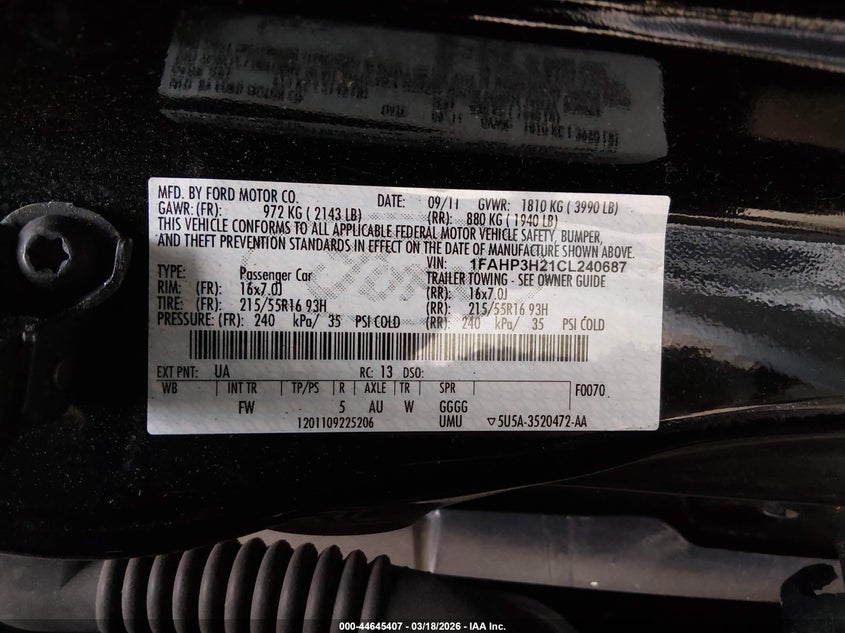 MFD. BY FORD MOTOR CO. DATE: 09/11 GVWR: 1810 KG ( 3990 LB)
GAWR: (FR): 972 KG ( 2143 LB) (RR): 880 KG ( 1940 LB)
THIS VEHICLE CONFORMS TO ALL APPLICABLE FEDERAL MOTOR VEHICLE SAFETY, BUMPER,
AND THEFT PREVENTION STANDARDS IN EFFECT ON THE DATE OF MANUFACTURE SHOWN ABOVE.
VIN: 1FAHP3H21CL240687
TYPE: Passenger Car TRAILER TOWING - SEE OWNER GUIDE
RIM: (FR): 16x7.0J (RR): 16x7.0J
TIRE: (FR): 215/55R16 93H (RR): 215/55R16 93H
PRESSURE: (FR): 240 kPa/ 35 PSI COLD (RR): 240 kPa/ 35 PSI COLD
EXT PNT: UA RC: 13 DSO:
WB INT TR TP/PS R AXLE TR SPR F0070
FW - 5 AU W GGGG
1201109225206 UMU ▽5U5A-3520472-AA
000-44645407 - 03/18/2026 - IAA Inc.